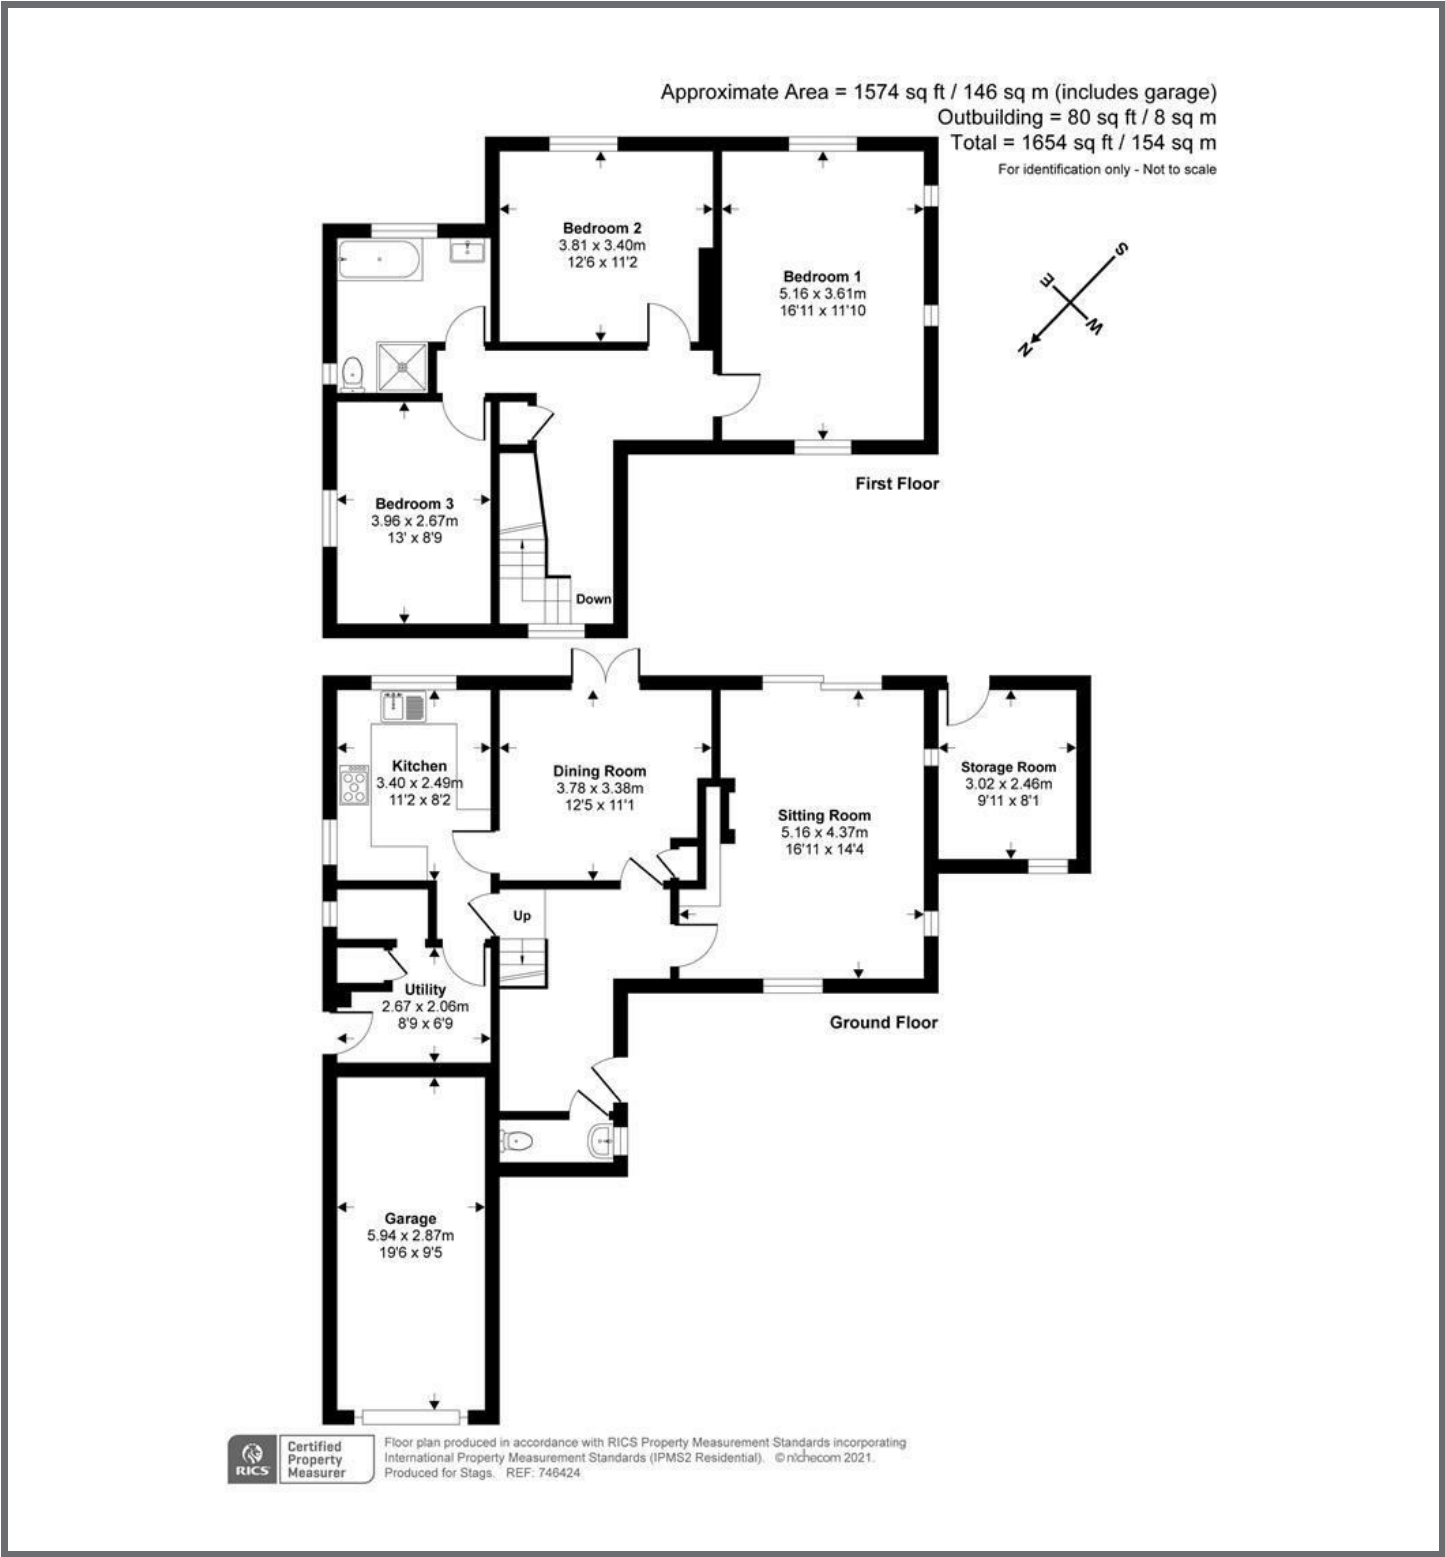 Approximate Area = 1574 sq ft / 146 sq m (includes garage)
Outbuilding = 80 sq ft / 8 sq m
Total = 1654 sq ft / 154 sq m
For identification only - Not to scale
Bedroom 2
3.81 x 3.40m
12'6 x 11'2
Bedroom 1
5.16 x 3.61m
16'11 x 11'10
S
E
W
N
First Floor
Bedroom 3
3.96 x 2.67m
13' x 8'9
Down
Kitchen
3.40 x 2.49m
11'2 x 8'2
Dining Room
3.78 x 3.38m
12'5 x 11'1
Storage Room
3.02 x 2.46m
9'11 x 8'1
Sitting Room
5.16 x 4.37m
16'11 x 14'4
Up
Utility
2.67 x 2.06m
8'9 x 6'9
Ground Floor
Garage
5.94 x 2.87m
19'6 x 9'5
RICS
Certified
Property
Measurer
Floor plan produced in accordance with RICS Property Measurement Standards incorporating
International Property Measurement Standards (IPMS2 Residential). © nichecom 2021.
Produced for Stags. REF: 746424